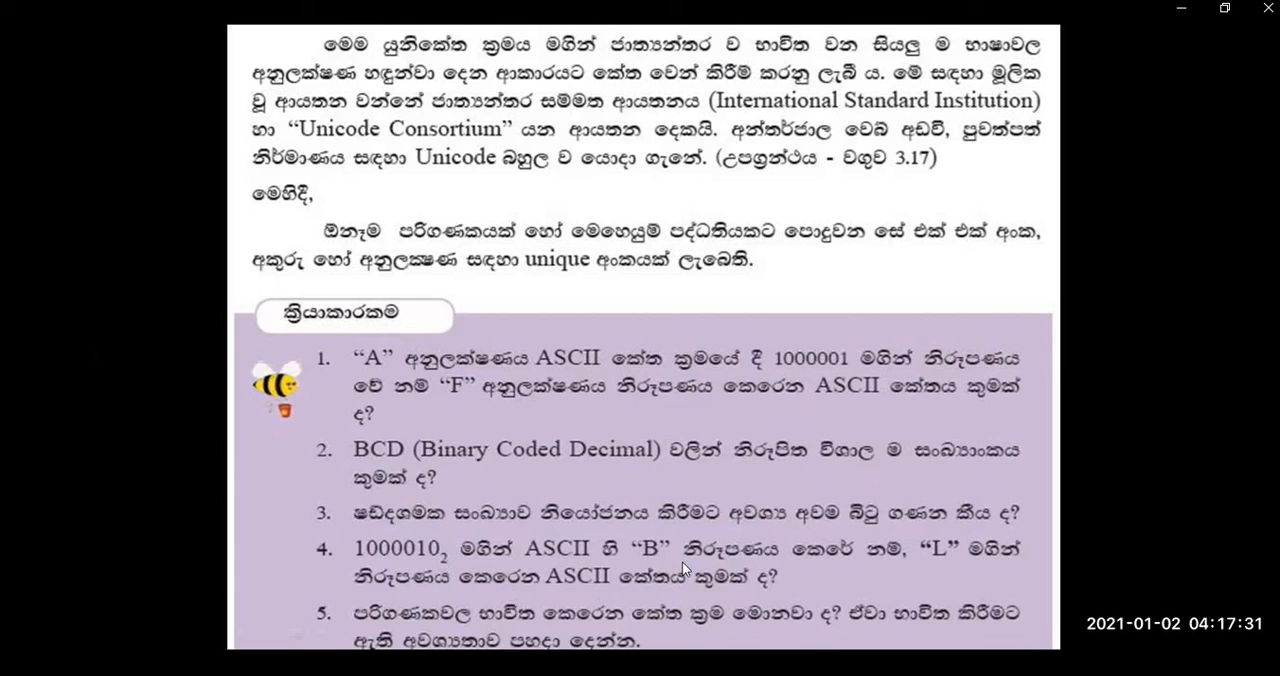 මෙම යුනිකේත ක්‍රමය මගින් ජාත්‍යන්තර ව භාවිත වන සියලු ම භාෂාවල
අනුලක්ෂණ හඳුන්වා දෙන ආකාරයට කේත වෙන් කිරීම් කරනු ලැබී ය. මේ සඳහා මූලික
වූ ආයතන වන්නේ ජාත්‍යන්තර සම්මත ආයතනය (International Standard Institution)
හා “Unicode Consortium” යන ආයතන දෙකයි. අන්තර්ජාල වෙබ් අඩවි, පුවත්පත්
නිර්මාණය සඳහා Unicode බහුල ව යොදා ගැනේ. (උපග්‍රන්ථය - වගුව 3.17)
මෙහිදී,
ඕනෑම පරිගණකයක් හෝ මෙහෙයුම් පද්ධතියකට පොදුවන සේ එක් එක් අංක,
අකුරු හෝ අනුලක්‍ෂණ සඳහා unique අංකයක් ලැබෙති.
ක්‍රියාකාරකම
1. “A” අනුලක්ෂණය ASCII කේත ක්‍රමයේ දී 1000001 මගින් නිරූපණය
වේ නම් “F” අනුලක්ෂණය නිරූපණය කෙරෙන ASCII කේතය කුමක්
ද?
2. BCD (Binary Coded Decimal) වලින් නිරූපිත විශාල ම සංඛ්‍යාංකය
කුමක් ද?
3. ෂඩ්දශමක සංඛ්‍යාව නියෝජනය කිරීමට අවශ්‍ය අවම බිටු ගණන කීය ද?
4. 1000010₂ මගින් ASCII හි “B” නිරූපණය කෙරේ නම්, “L” මගින්
නිරූපණය කෙරෙන ASCII කේතය කුමක් ද?
5. පරිගණකවල භාවිත කෙරෙන කේත ක්‍රම මොනවා ද? ඒවා භාවිත කිරීමට
ඇති අවශ්‍යතාව පහදා දෙන්න.
2021-01-02 04:17:31